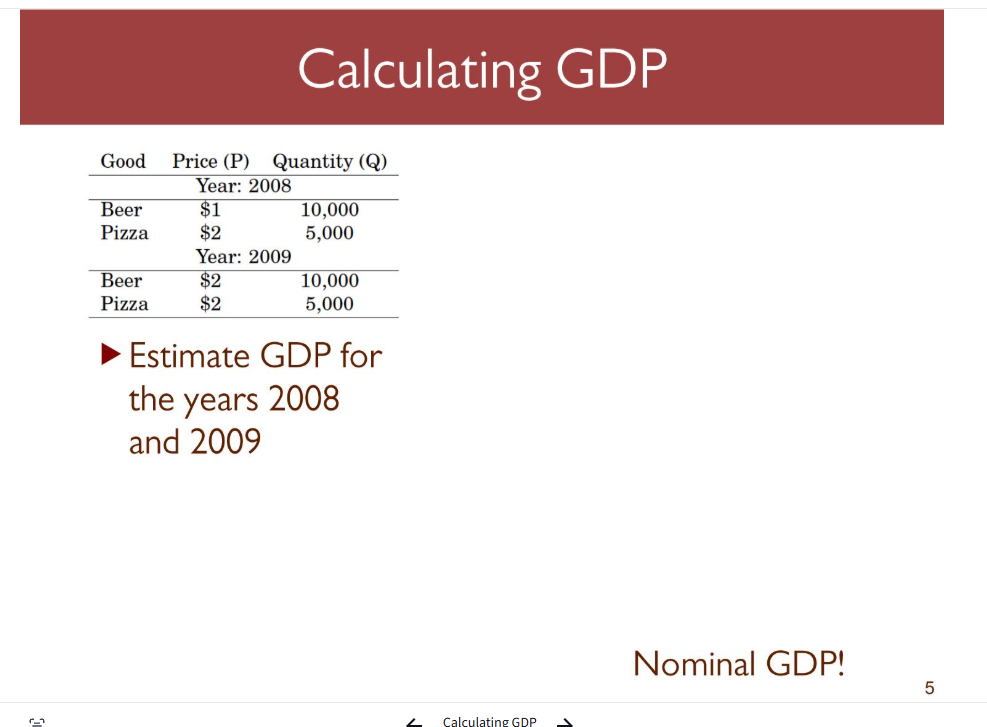 Calculating GDP
Good Price (P) Quantity (Q)
Year: 2008
Beer $1 10,000
Pizza $2 5,000
Year: 2009
Beer $2 10,000
Pizza $2 5,000
Estimate GDP for
the years 2008
and 2009
Nominal GDP!
5
Calculating GDP